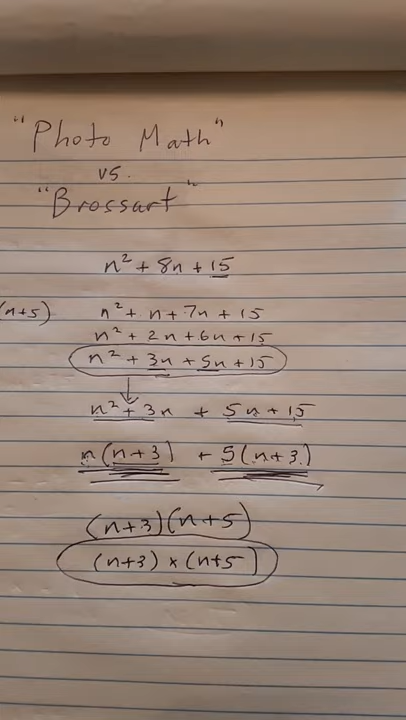 "Photo Math"
vs.
"Brossart"
n² + 8n + 15
(n+5)
n² + n + 7n + 15
n² + 2n + 6n + 15
n² + 3n + 5n + 15
n² + 3n + 5n + 15
n(n+3) + 5(n+3)
(n+3)(n+5)
(n+3) × (n+5)